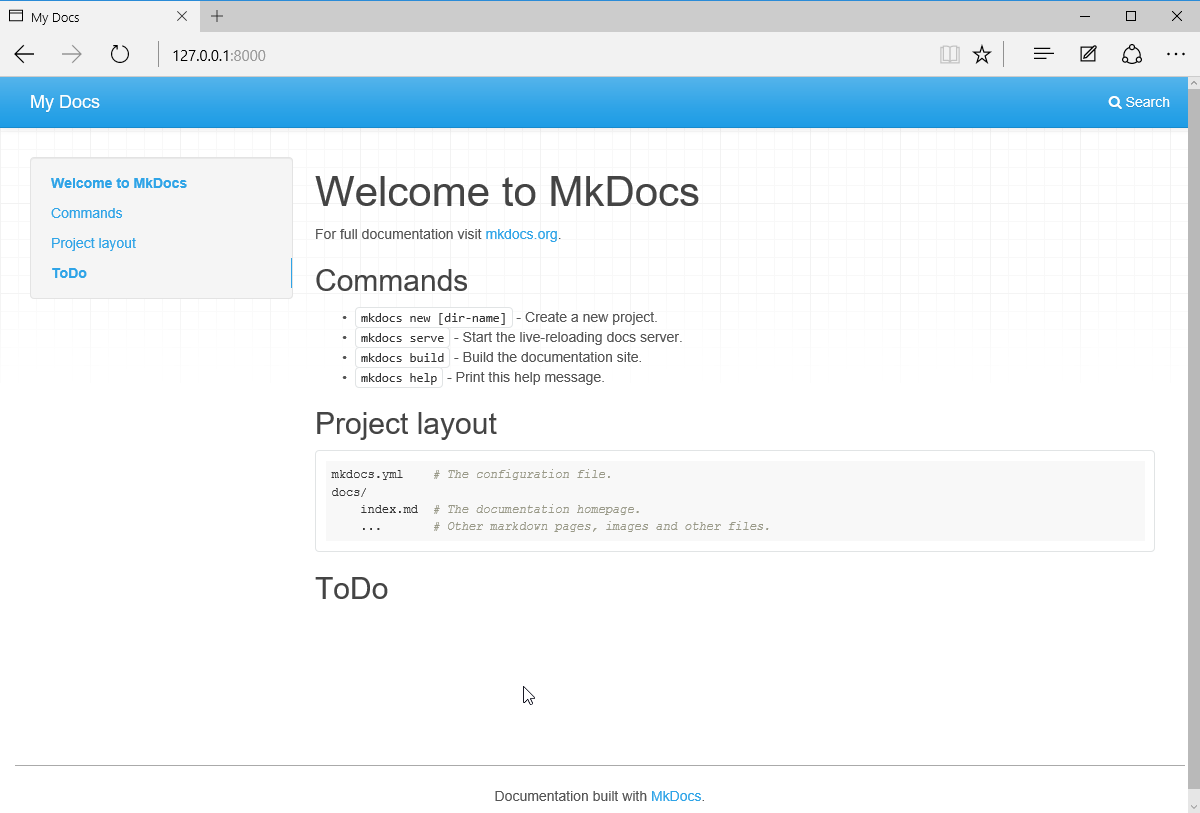 My Docs
127.0.0.1:8000
My Docs
Search
Welcome to MkDocs
Commands
Project layout
ToDo
Welcome to MkDocs
For full documentation visit mkdocs.org.
Commands
• mkdocs new [dir-name] - Create a new project.
• mkdocs serve - Start the live-reloading docs server.
• mkdocs build - Build the documentation site.
• mkdocs help - Print this help message.
Project layout
mkdocs.yml # The configuration file.
docs/
index.md # The documentation homepage.
... # Other markdown pages, images and other files.
ToDo
Documentation built with MkDocs.